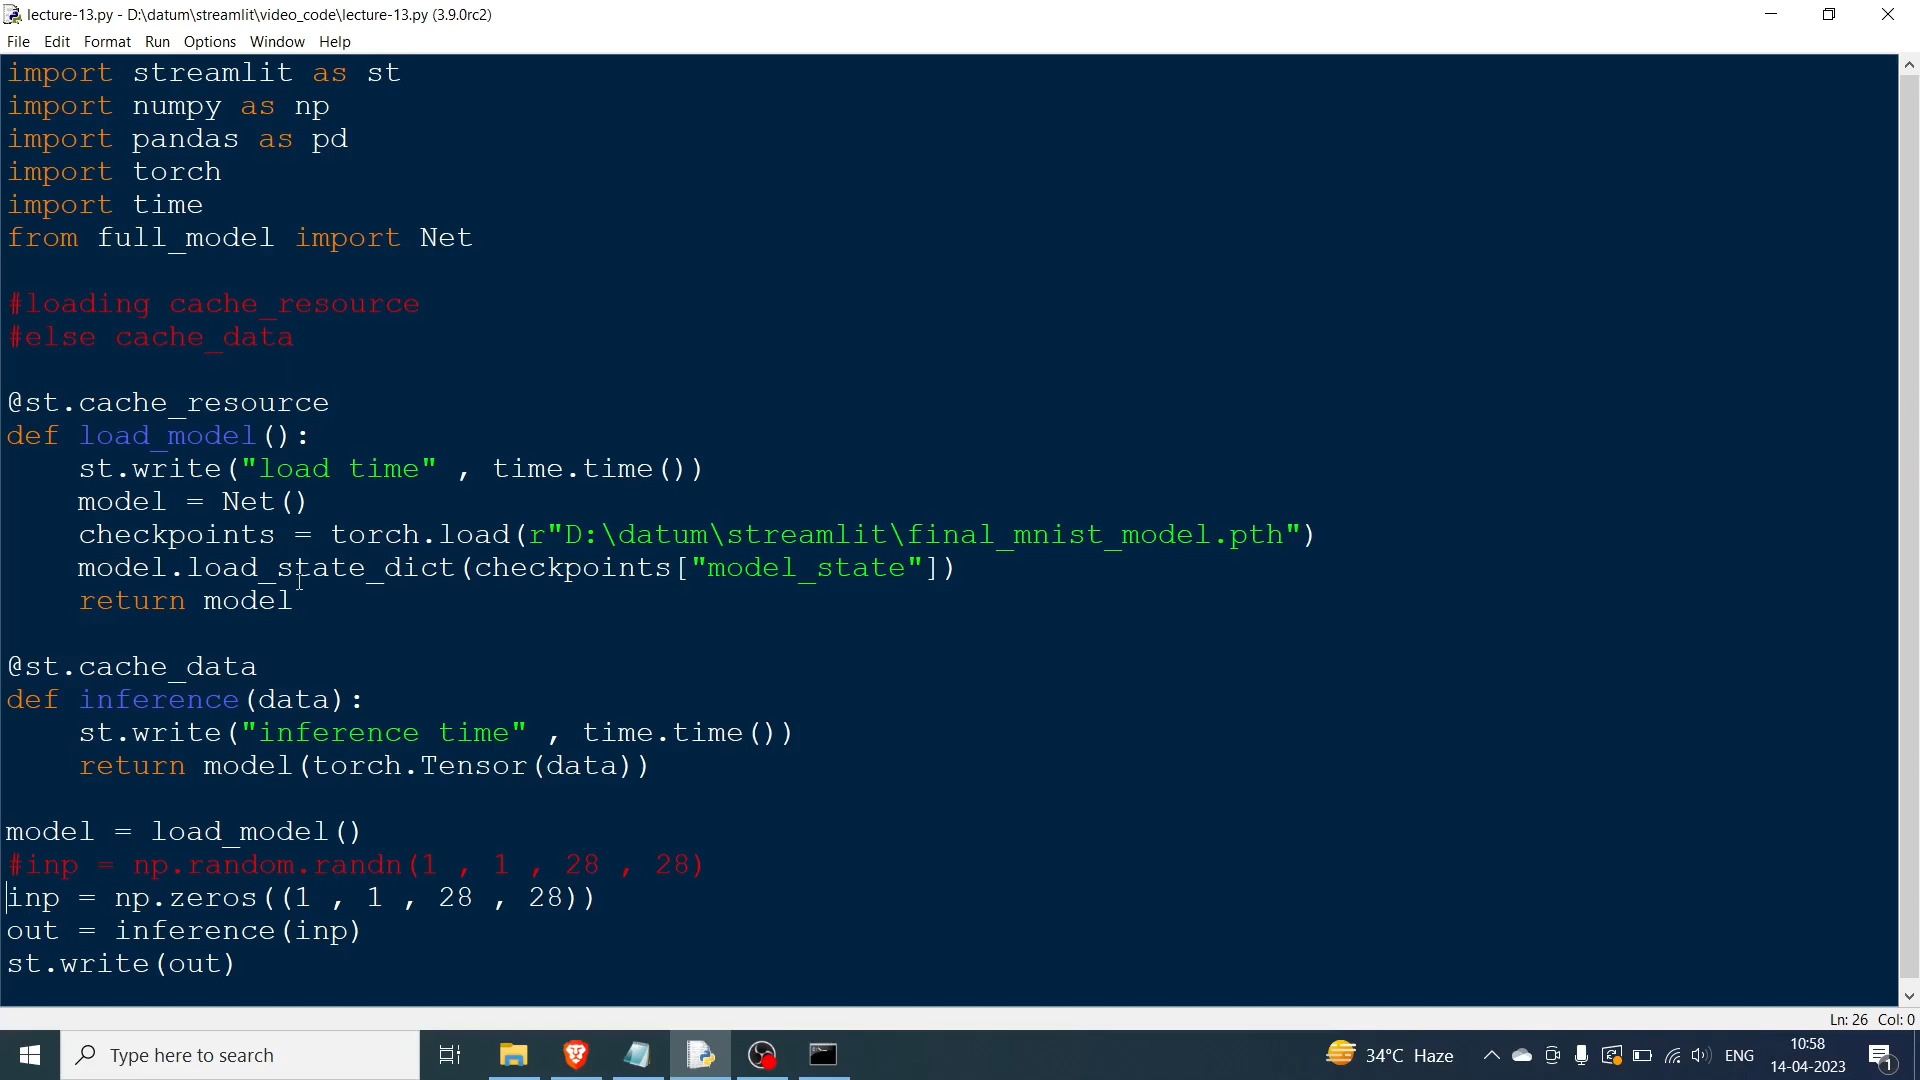 lecture-13.py - D:\datum\streamlit\video_code\lecture-13.py (3.9.0rc2)
File Edit Format Run Options Window Help
import streamlit as st
import numpy as np
import pandas as pd
import torch
import time
from full_model import Net
#loading cache_resource
#else cache_data
@st.cache_resource
def load_model():
    st.write("load time" , time.time())
    model = Net()
    checkpoints = torch.load(r"D:\datum\streamlit\final_mnist_model.pth")
    model.load_state_dict(checkpoints["model_state"])
    return model
@st.cache_data
def inference(data):
    st.write("inference time" , time.time())
    return model(torch.Tensor(data))
model = load_model()
#inp = np.random.randn(1 , 1 , 28 , 28)
inp = np.zeros((1 , 1 , 28 , 28))
out = inference(inp)
st.write(out)
Ln: 26 Col: 0
Type here to search
34°C Haze
ENG
10:58
14-04-2023
1